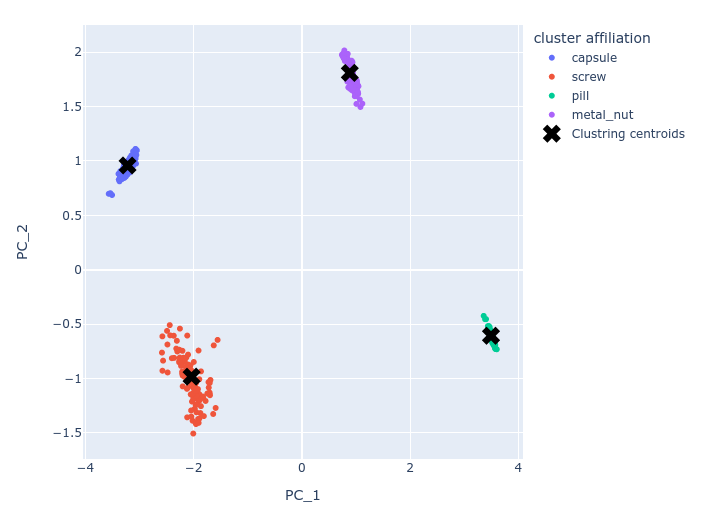 cluster affiliation
capsule
screw
pill
metal_nut
Clustring centroids
2
1.5
1
0.5
0
−0.5
−1
−1.5
PC_2
−4
−2
0
2
4
PC_1